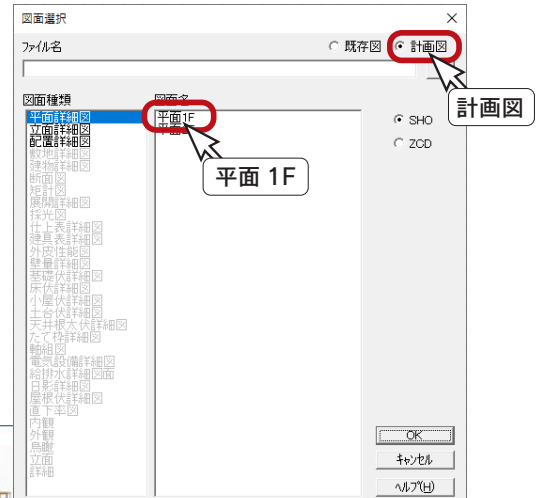 図面選択
ファイル名
既存図
計画図
計画図
図面種類
図面名
平面詳細図
立面詳細図
配置詳細図
敷地詳細図
建物詳細図
断面図
矩計図
展開詳細図
採光図
仕上表詳細図
建具表詳細図
外皮性能図
壁量詳細図
基礎伏詳細図
床伏詳細図
小屋伏詳細図
土台伏詳細図
天井根太伏詳細図
たて枠詳細図
軸組図
電気設備詳細図
給排水詳細図面
日影詳細図
屋根伏詳細図
直下率図
内観
外観
鳥瞰
立面
詳細
平面1F
平面 1F
SHO
ZCD
OK
キャンセル
ヘルプ(H)